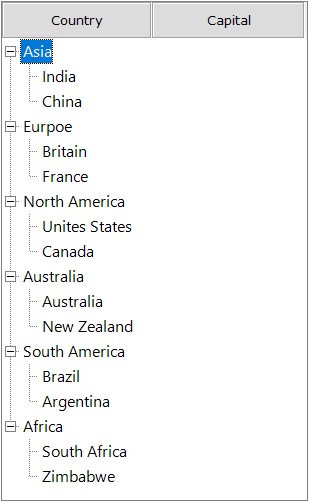 Country Capital
Asia
India
China
Eurpoe
Britain
France
North America
Unites States
Canada
Australia
Australia
New Zealand
South America
Brazil
Argentina
Africa
South Africa
Zimbabwe